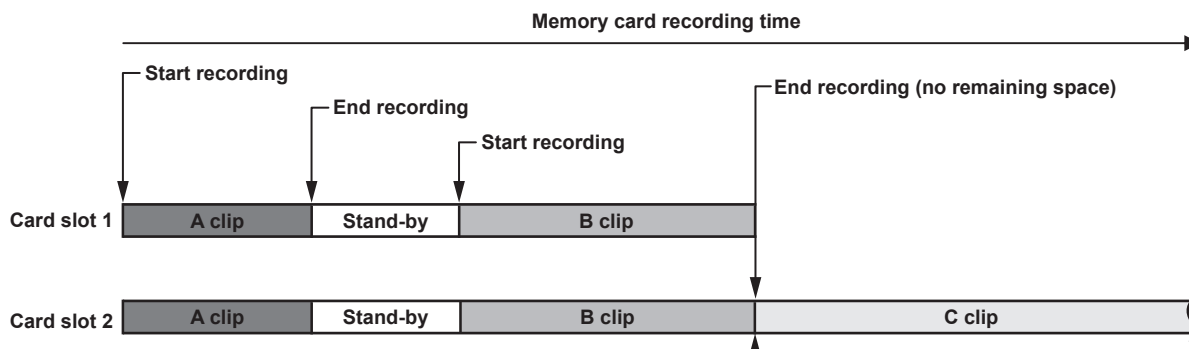 Memory card recording time
Start recording
End recording (no remaining space)
End recording
Start recording
Card slot 1
A clip
Stand-by
B clip
Card slot 2
A clip
Stand-by
B clip
C clip